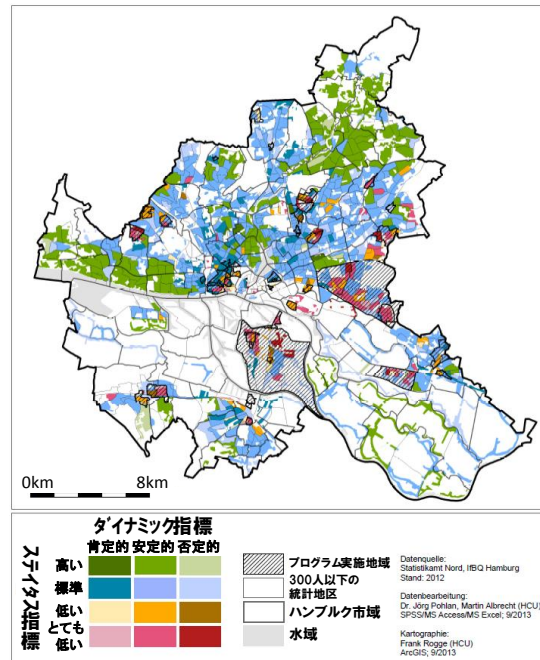 0km 8km
ダイナミック指標
肯定的 安定的 否定的
ステイタス指標
高い
標準
低い
とても
低い
プログラム実施地域
300人以下の
統計地区
ハンブルク市域
水域
Datenquelle:
Statistikamt Nord, IfBQ Hamburg
Stand: 2012
Datenbearbeitung:
Dr. Jörg Pohlan, Martin Albrecht (HCU)
SPSS/MS Access/MS Excel; 9/2013
Kartographie:
Frank Rogge (HCU)
ArcGIS; 9/2013